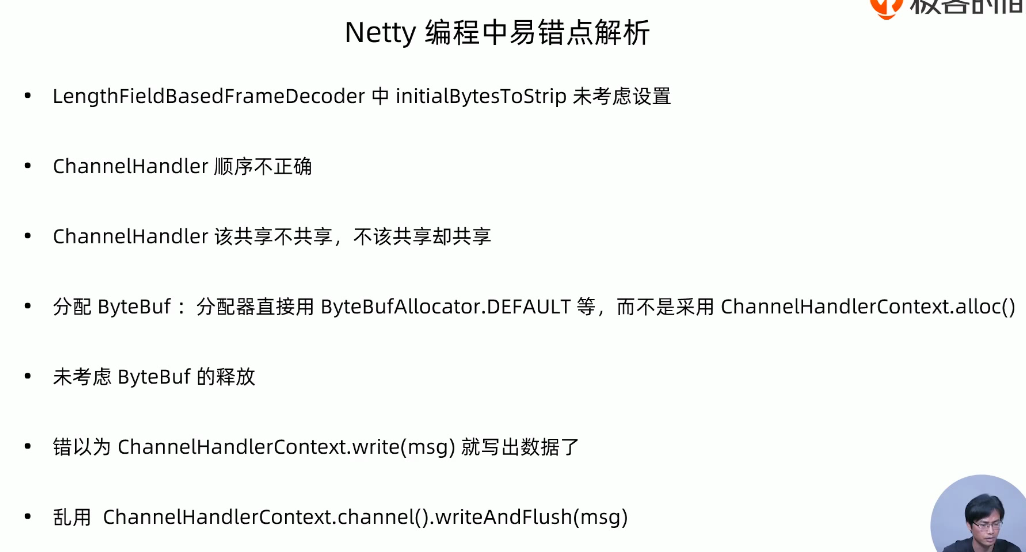 极客时间
Netty 编程中易错点解析
• LengthFieldBasedFrameDecoder 中 initialBytesToStrip 未考虑设置
• ChannelHandler 顺序不正确
• ChannelHandler 该共享不共享，不该共享却共享
• 分配 ByteBuf ：分配器直接用 ByteBufAllocator.DEFAULT 等，而不是采用 ChannelHandlerContext.alloc()
• 未考虑 ByteBuf 的释放
• 错以为 ChannelHandlerContext.write(msg) 就写出数据了
• 乱用 ChannelHandlerContext.channel().writeAndFlush(msg)